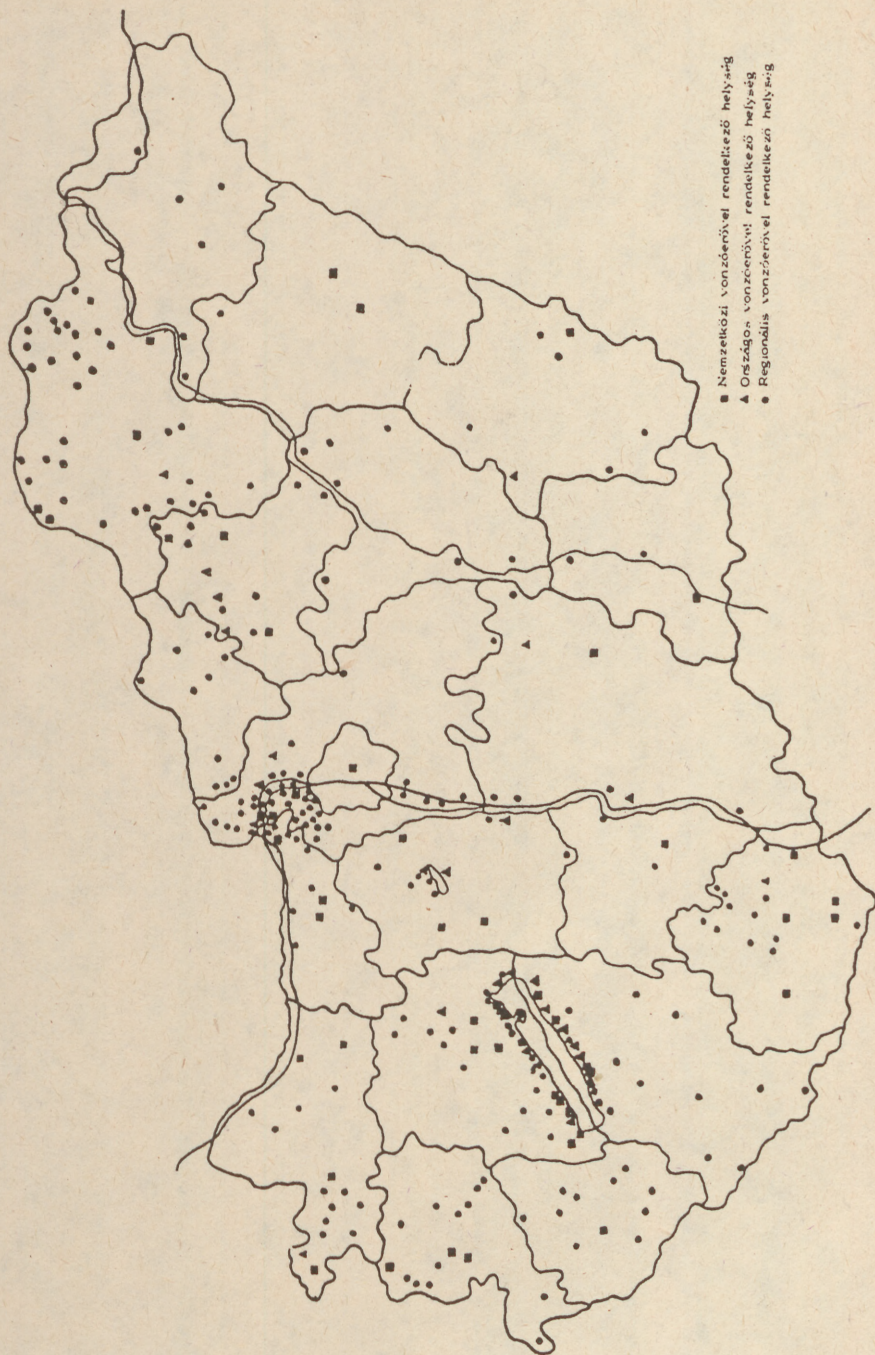 ■ Nemzetközi vonzóerővel rendelkező helység
▲ Országos vonzóerővel rendelkező helység
● Regionális vonzóerővel rendelkező helység